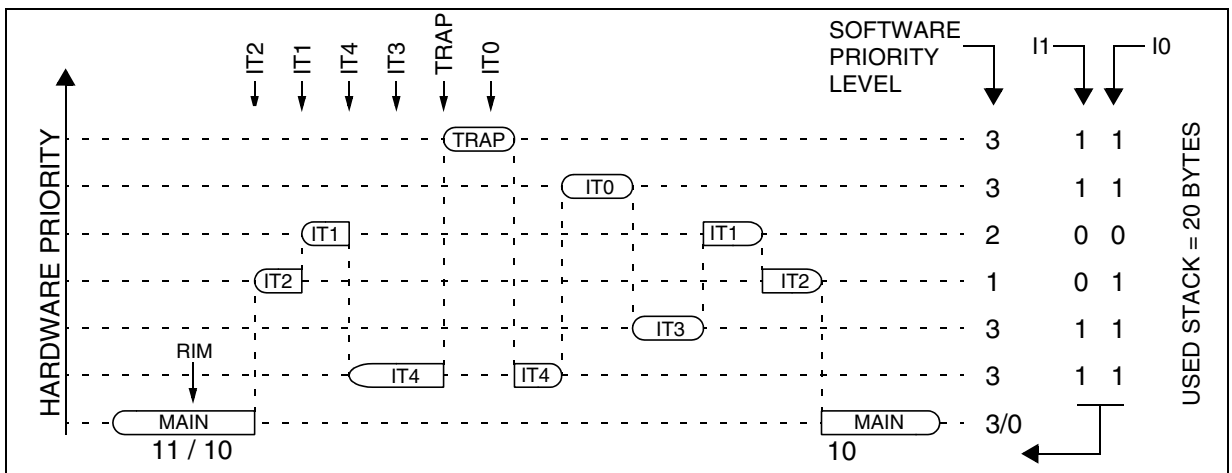 IT2
IT1
IT4
IT3
TRAP
IT0
SOFTWARE
PRIORITY
LEVEL
I1
I0
HARDWARE PRIORITY
TRAP
3
1 1
IT0
3
1 1
IT1
IT1
2
0 0
IT2
IT2
1
0 1
IT3
3
1 1
RIM
IT4
IT4
3
1 1
MAIN
MAIN
3/0
11 / 10
10
USED STACK = 20 BYTES